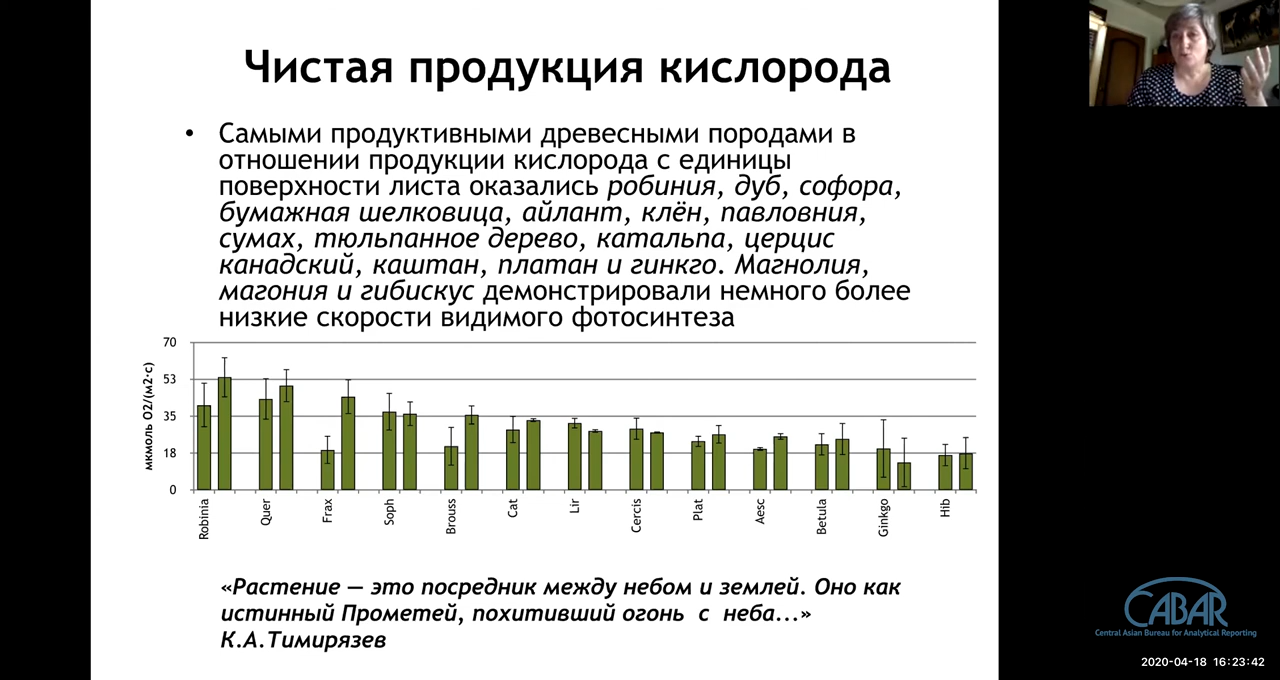 Чистая продукция кислорода
• Самыми продуктивными древесными породами в
отношении продукции кислорода с единицы
поверхности листа оказались робиния, дуб, софора,
бумажная шелковица, айлант, клён, павловния,
сумах, тюльпанное дерево, катальпа, церцис
канадский, каштан, платан и гинкго. Магнолия,
магония и гибискус демонстрировали немного более
низкие скорости видимого фотосинтеза
мкмоль О2/(м2·с)
70
53
35
18
0
Robinia
Quer
Frax
Soph
Brouss
Cat
Lir
Cercis
Plat
Aesc
Betula
Ginkgo
Hib
«Растение — это посредник между небом и землей. Оно как
истинный Прометей, похитивший огонь с неба...»
К.А.Тимирязев
CABAR
Central Asian Bureau for Analytical Reporting
2020-04-18 16:23:42